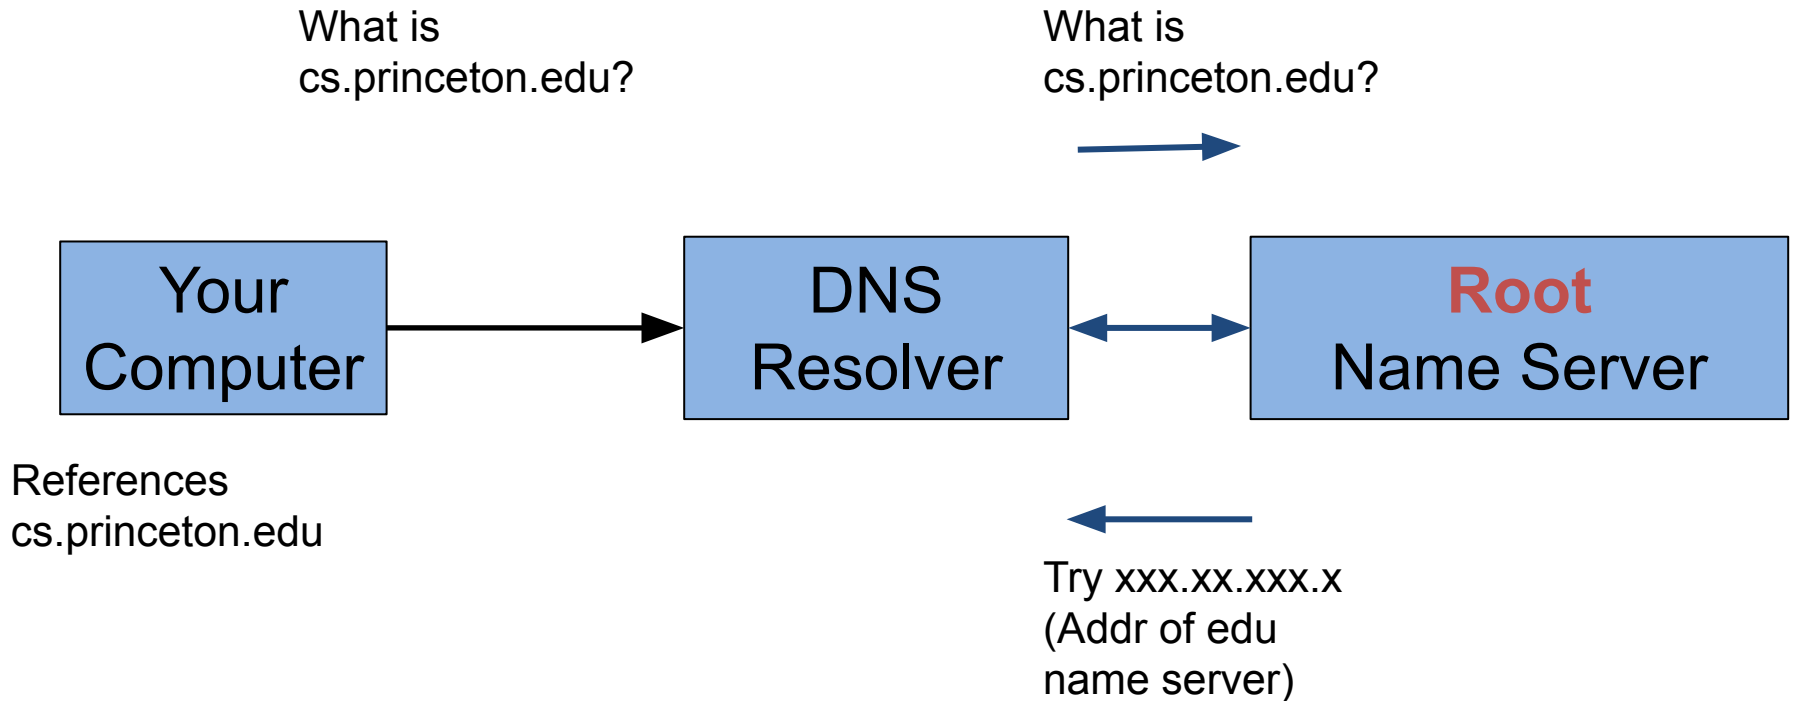 What is
cs.princeton.edu?
What is
cs.princeton.edu?
Your
Computer
DNS
Resolver
Root
Name Server
References
cs.princeton.edu
Try xxx.xx.xxx.x
(Addr of edu
name server)